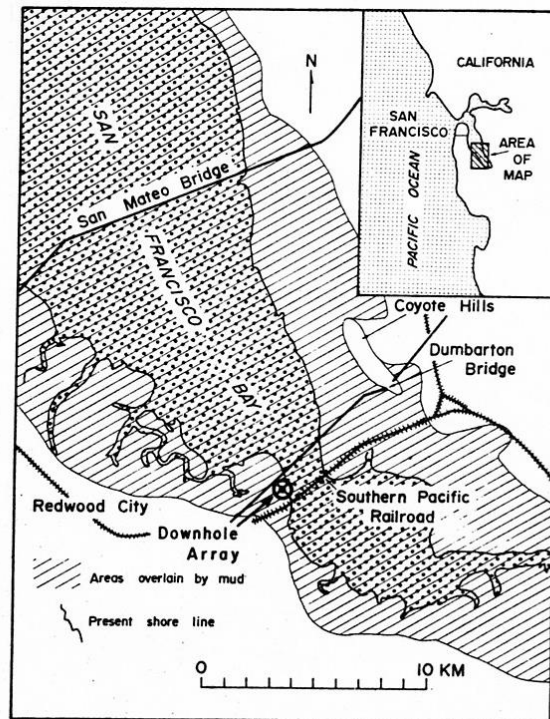 CALIFORNIA
SAN
FRANCISCO
AREA
OF
MAP
PACIFIC OCEAN
N
SAN
FRANCISCO
BAY
San Mateo Bridge
Coyote Hills
Dumbarton
Bridge
Southern Pacific
Railroad
Redwood City
Downhole
Array
Areas overlain by mud
Present shore line
0 10 KM